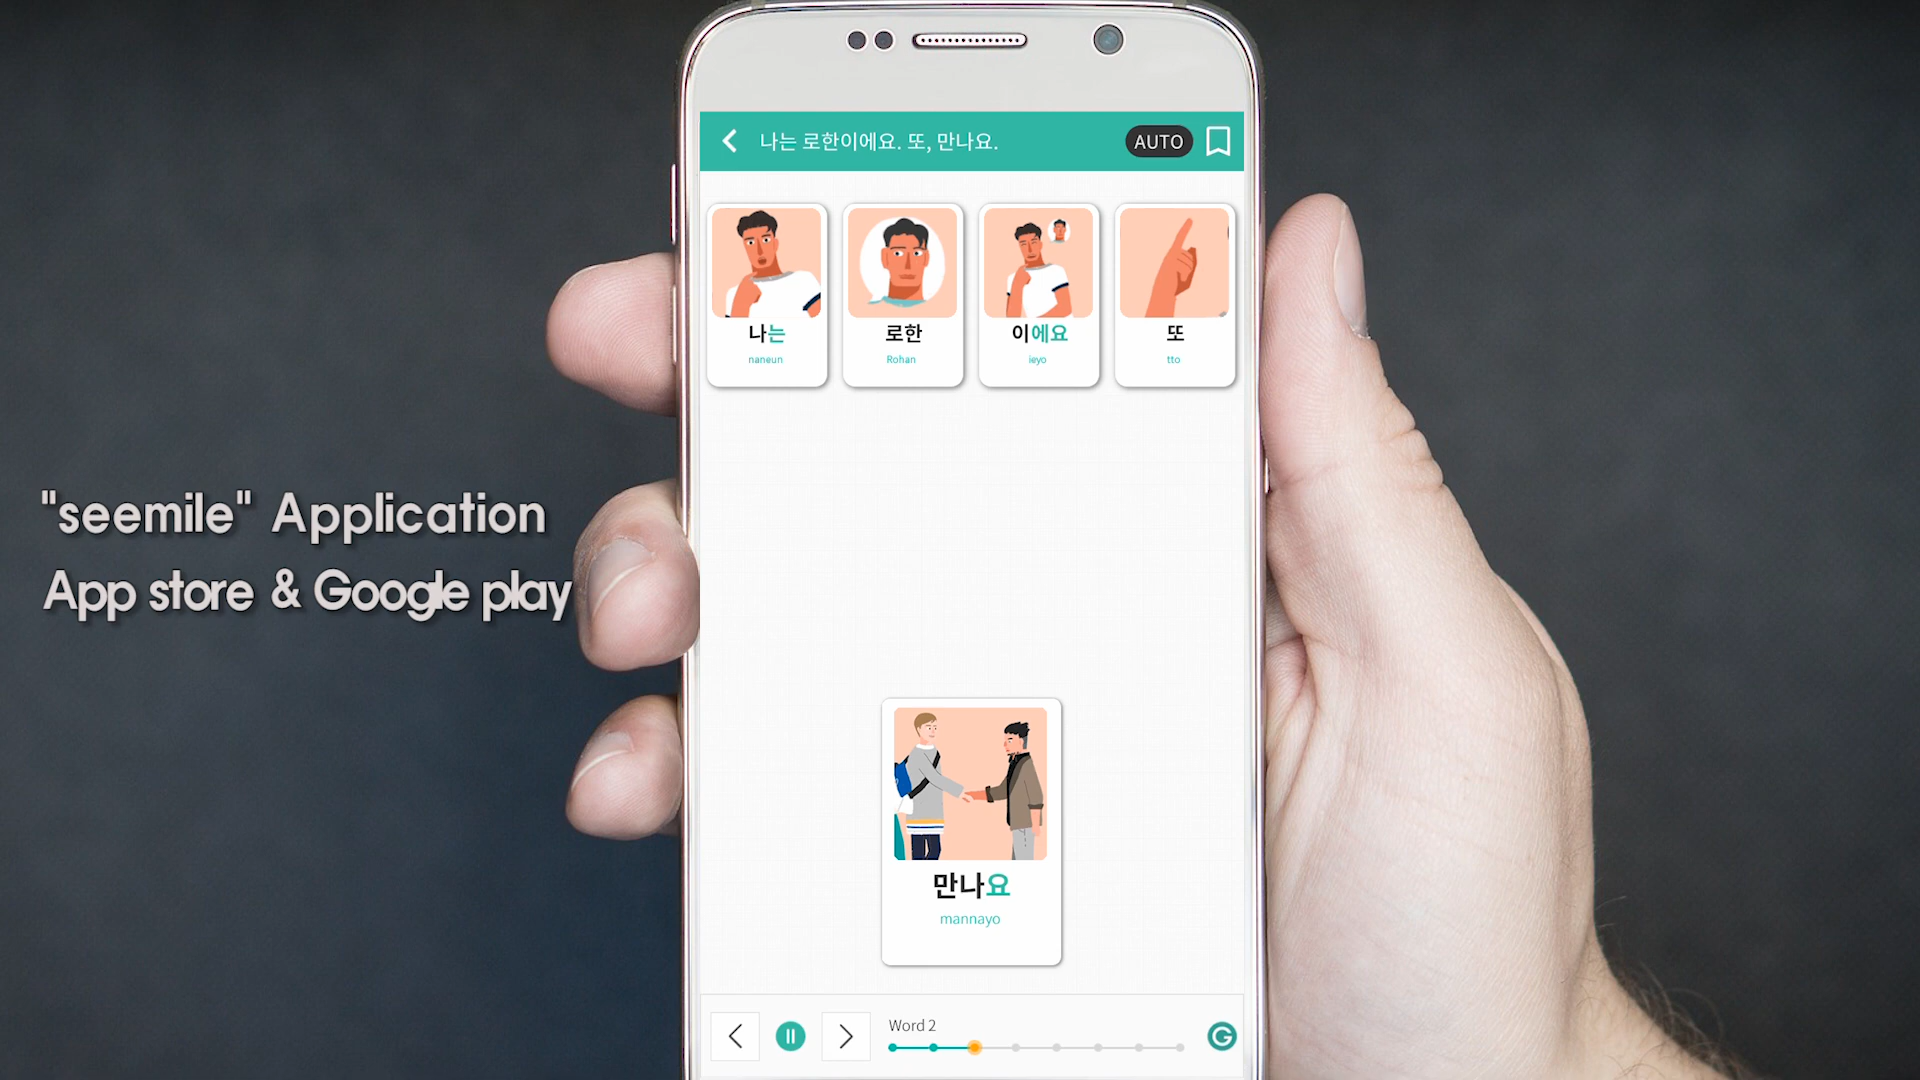 나는 로한이에요. 또, 만나요.
AUTO
나는
naneun
로한
Rohan
이에요
ieyo
또
tto
"seemile" Application
App store & Google play
만나요
mannayo
Word 2
G